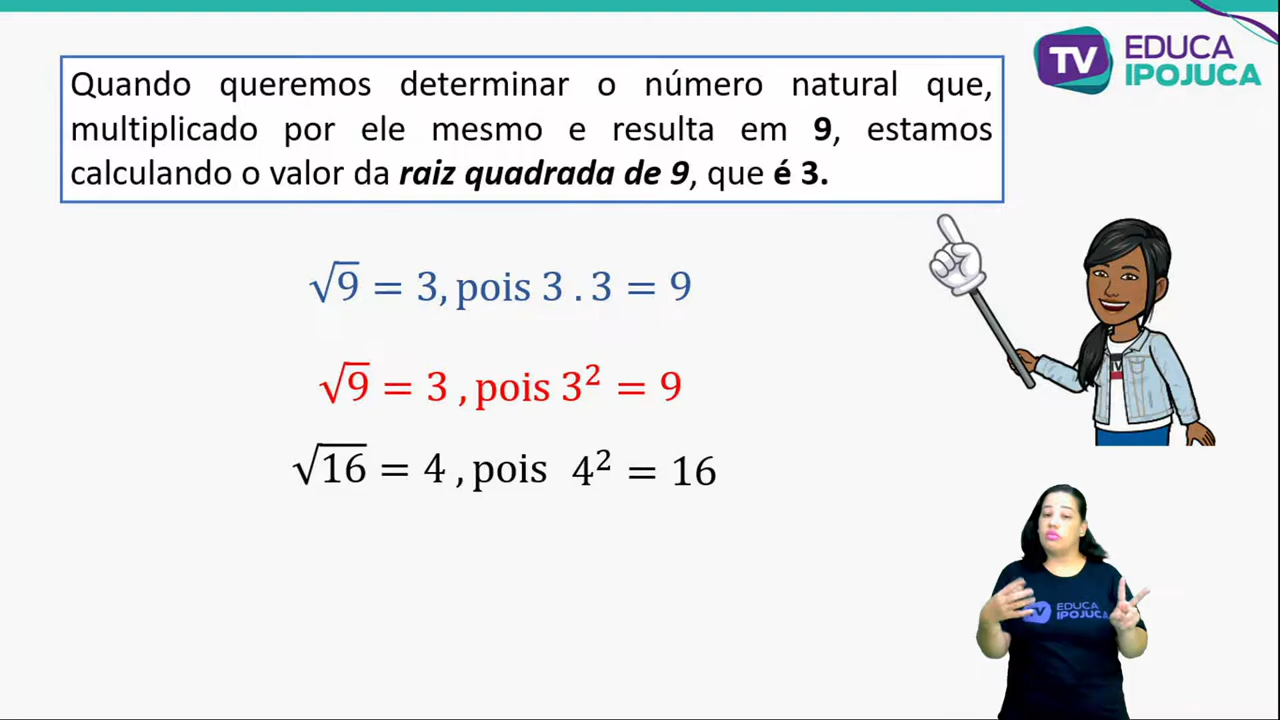 Quando queremos determinar o número natural que,
multiplicado por ele mesmo e resulta em 9, estamos
calculando o valor da raiz quadrada de 9, que é 3.
TV EDUCA
IPOJUCA
√9 = 3, pois 3 . 3 = 9
√9 = 3 , pois 3² = 9
√16 = 4 , pois 4² = 16
TV EDUCA
IPOJUCA